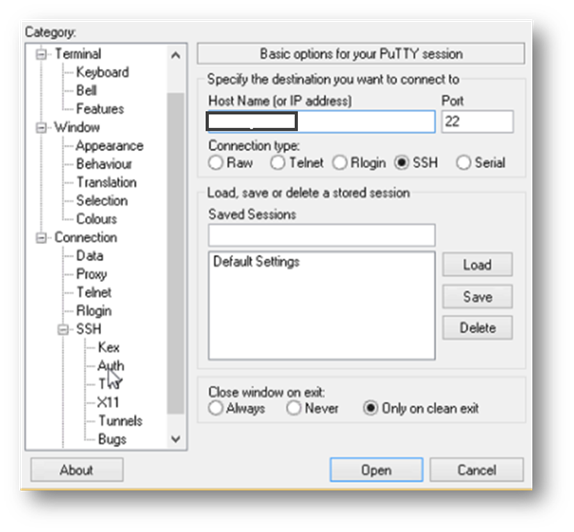 Category:
Terminal
Keyboard
Bell
Features
Window
Appearance
Behaviour
Translation
Selection
Colours
Connection
Data
Proxy
Telnet
Rlogin
SSH
Kex
Auth
X11
Tunnels
Bugs
Basic options for your PuTTY session
Specify the destination you want to connect to
Host Name (or IP address) Port
22
Connection type:
Raw Telnet Rlogin SSH Serial
Load, save or delete a stored session
Saved Sessions
Default Settings
Load
Save
Delete
Close window on exit:
Always Never Only on clean exit
About Open Cancel